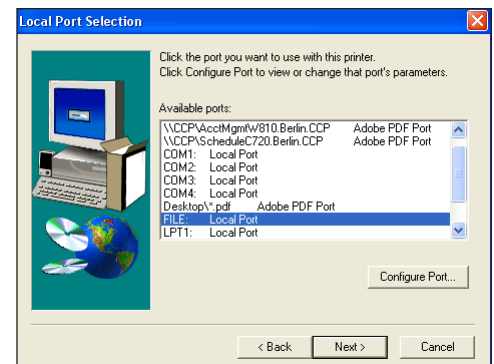 Local Port Selection
Click the port you want to use with this printer.
Click Configure Port to view or change that port's parameters.
Available ports:
\\CCP\AcctMgmtW810.Berlin.CCP Adobe PDF Port
\\CCP\ScheduleC720.Berlin.CCP Adobe PDF Port
COM1: Local Port
COM2: Local Port
COM3: Local Port
COM4: Local Port
Desktop\*.pdf Adobe PDF Port
FILE: Local Port
LPT1: Local Port
Configure Port...
< Back
Next >
Cancel